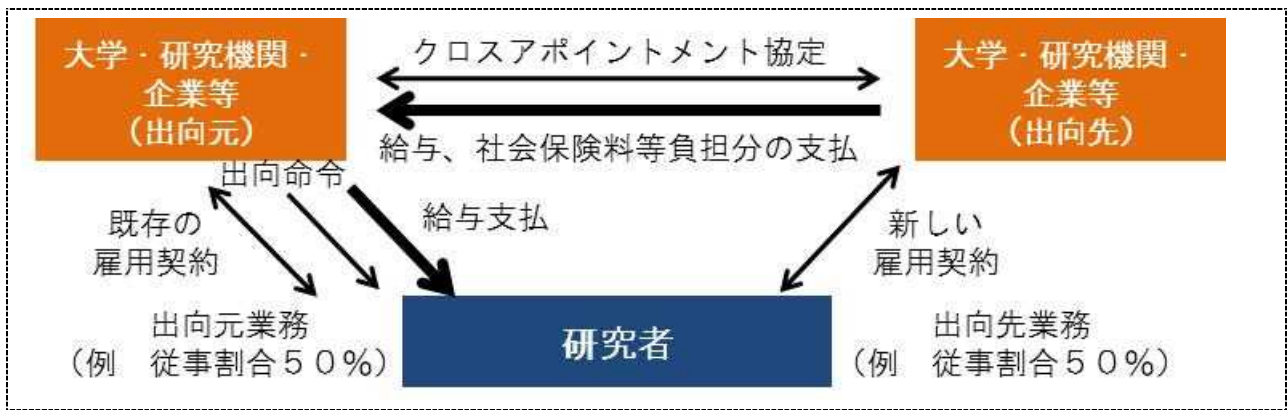 大学・研究機関・
企業等
（出向元）
クロスアポイントメント協定
大学・研究機関・
企業等
（出向先）
給与、社会保険料等負担分の支払
出向命令
給与支払
既存の
雇用契約
新しい
雇用契約
出向元業務
（例　従事割合５０％）
研究者
出向先業務
（例　従事割合５０％）